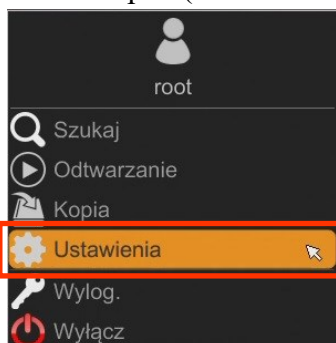 root
Szukaj
Odtwarzanie
Kopia
Ustawienia
Wylog.
Wyłącz